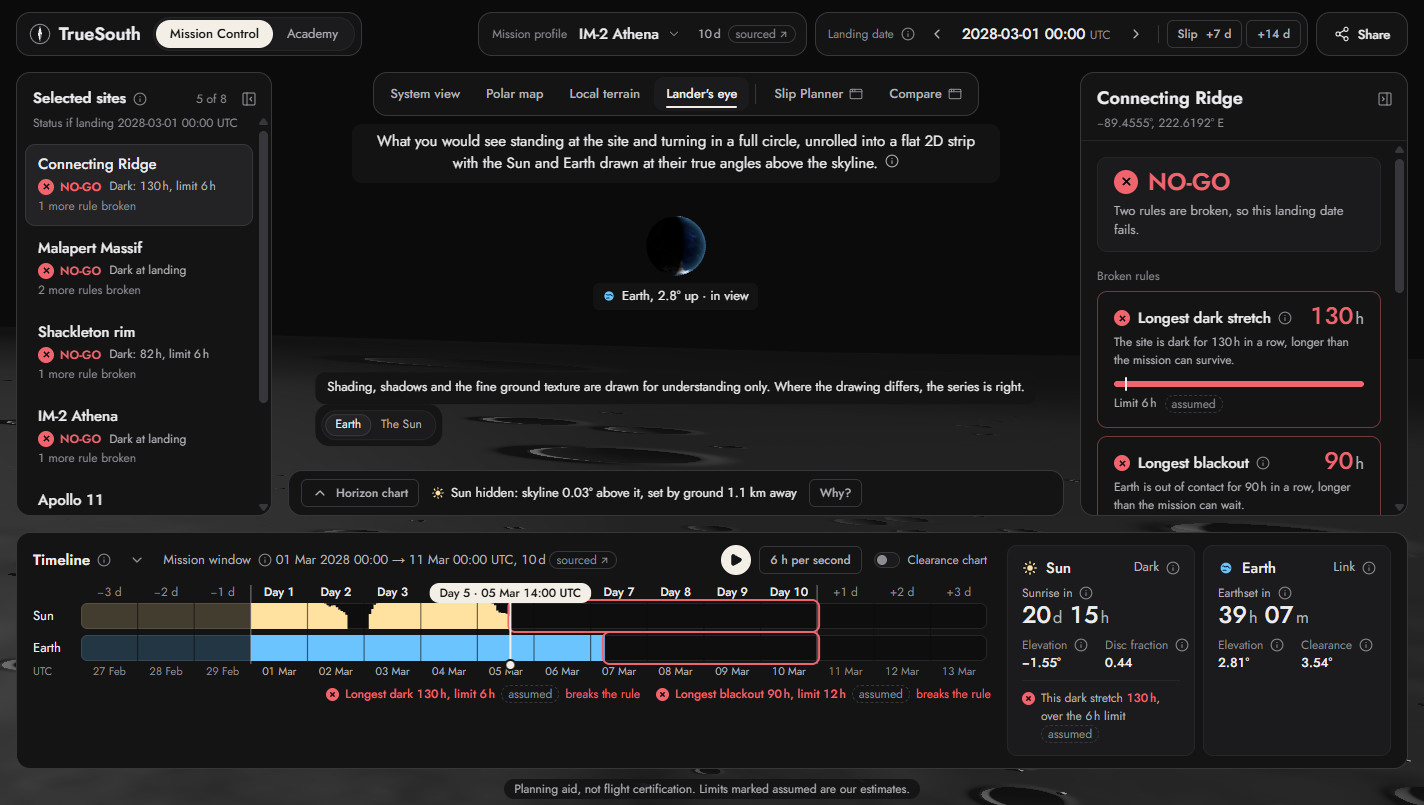 TrueSouth
Mission Control
Academy
Mission profile IM-2 Athena 10 d sourced ↗
Landing date 2028-03-01 00:00 UTC
Slip +7 d +14 d
Share
Selected sites 5 of 8
Status if landing 2028-03-01 00:00 UTC
Connecting Ridge
NO-GO Dark: 130 h, limit 6 h
1 more rule broken
Malapert Massif
NO-GO Dark at landing
2 more rules broken
Shackleton rim
NO-GO Dark: 82 h, limit 6 h
1 more rule broken
IM-2 Athena
NO-GO Dark at landing
1 more rule broken
Apollo 11
System view Polar map Local terrain Lander's eye Slip Planner Compare
What you would see standing at the site and turning in a full circle, unrolled into a flat 2D strip
with the Sun and Earth drawn at their true angles above the skyline.
Earth, 2.8° up · in view
Shading, shadows and the fine ground texture are drawn for understanding only. Where the drawing differs, the series is right.
Earth The Sun
Horizon chart
Sun hidden: skyline 0.03° above it, set by ground 1.1 km away
Why?
Connecting Ridge
−89.4555°, 222.6192° E
NO-GO
Two rules are broken, so this landing date
fails.
Broken rules
Longest dark stretch 130 h
The site is dark for 130 h in a row, longer than
the mission can survive.
Limit 6 h assumed
Longest blackout 90 h
Earth is out of contact for 90 h in a row, longer
than the mission can wait.
Timeline
Mission window 01 Mar 2028 00:00 → 11 Mar 00:00 UTC, 10 d sourced ↗
6 h per second
Clearance chart
−3 d −2 d −1 d Day 1 Day 2 Day 3 Day 5 · 05 Mar 14:00 UTC Day 7 Day 8 Day 9 Day 10 +1 d +2 d +3 d
Sun
Earth
UTC 27 Feb 28 Feb 29 Feb 01 Mar 02 Mar 03 Mar 04 Mar 05 Mar 06 Mar 07 Mar 08 Mar 09 Mar 10 Mar 11 Mar 12 Mar 13 Mar
Longest dark 130 h, limit 6 h assumed breaks the rule
Longest blackout 90 h, limit 12 h assumed breaks the rule
Sun Dark
Sunrise in
20 d 15 h
Elevation Disc fraction
−1.55° 0.44
This dark stretch 130 h,
over the 6 h limit
assumed
Earth Link
Earthset in
39 h 07 m
Elevation Clearance
2.81° 3.54°
Planning aid, not flight certification. Limits marked assumed are our estimates.